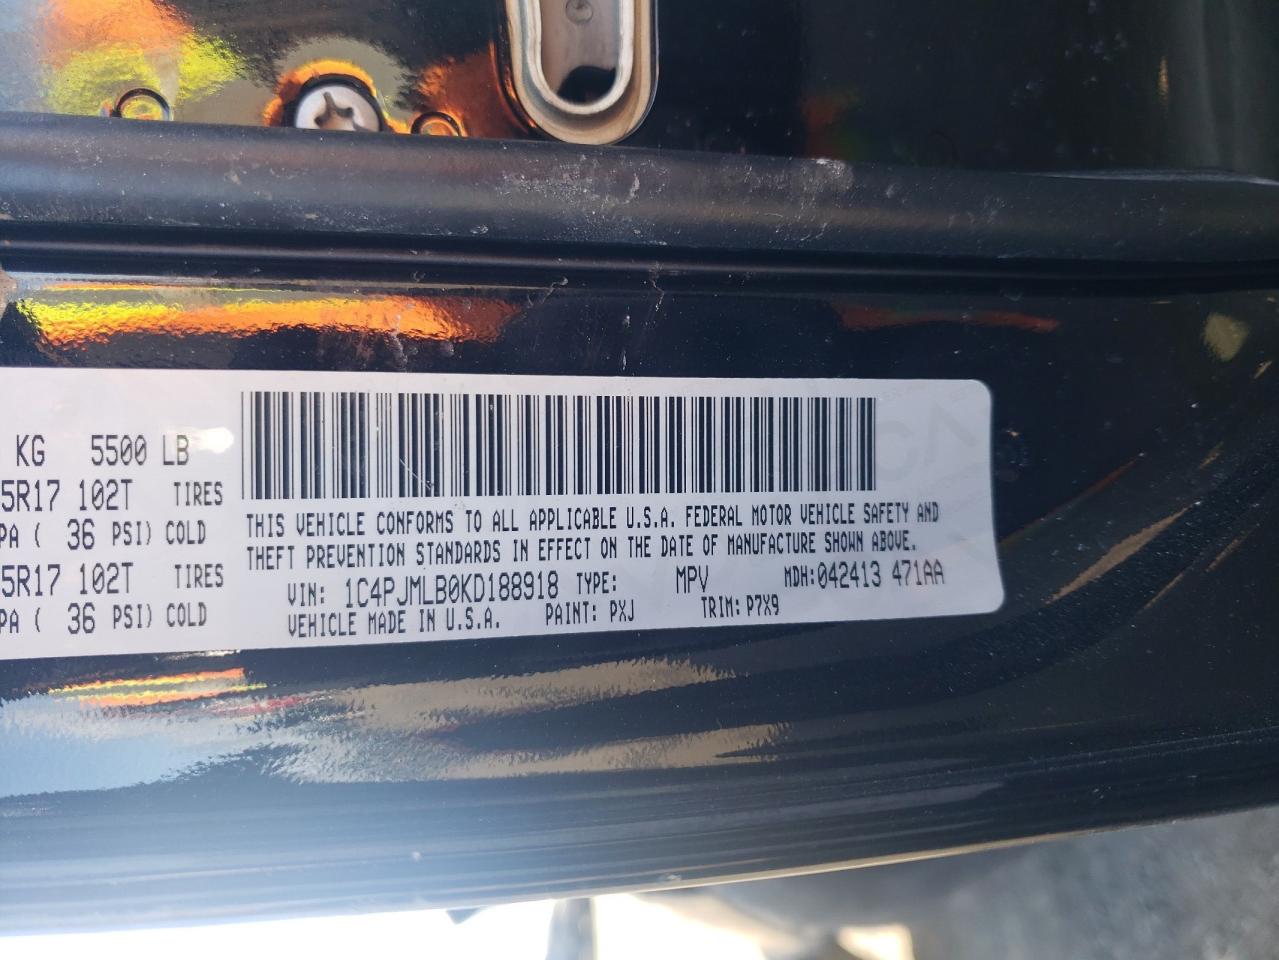 KG 5500 LB
5R17 102T TIRES
PA ( 36 PSI) COLD
5R17 102T TIRES
PA ( 36 PSI) COLD
THIS VEHICLE CONFORMS TO ALL APPLICABLE U.S.A. FEDERAL MOTOR VEHICLE SAFETY AND
THEFT PREVENTION STANDARDS IN EFFECT ON THE DATE OF MANUFACTURE SHOWN ABOVE.
VIN: 1C4PJMLB0KD188918 TYPE: MPV MDH:042413 471AA
VEHICLE MADE IN U.S.A. PAINT: PXJ TRIM:P7X9